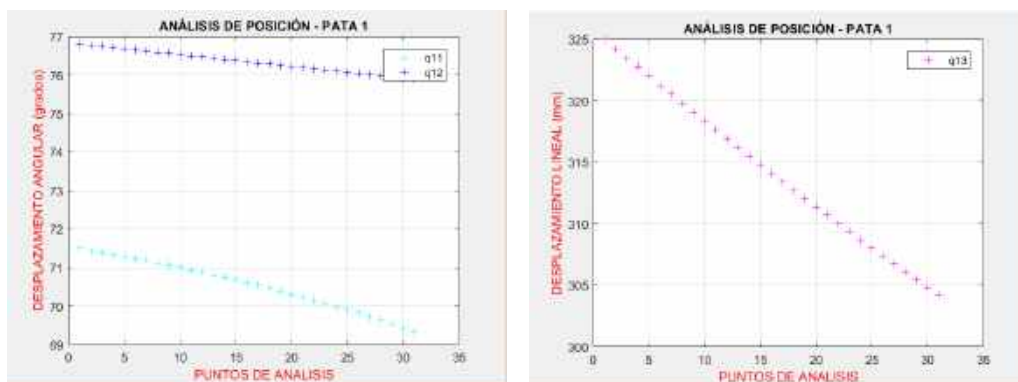 ANÁLISIS DE POSICIÓN - PATA 1
77
76
75
74
73
72
71
70
69
0 5 10 15 20 25 30 35
DESPLAZAMIENTO ANGULAR (grados)
PUNTOS DE ANALISIS
q11
q12
ANÁLISIS DE POSICIÓN - PATA 1
325
320
315
310
305
300
0 5 10 15 20 25 30 35
DESPLAZAMIENTO LINEAL (mm)
PUNTOS DE ANALISIS
q13